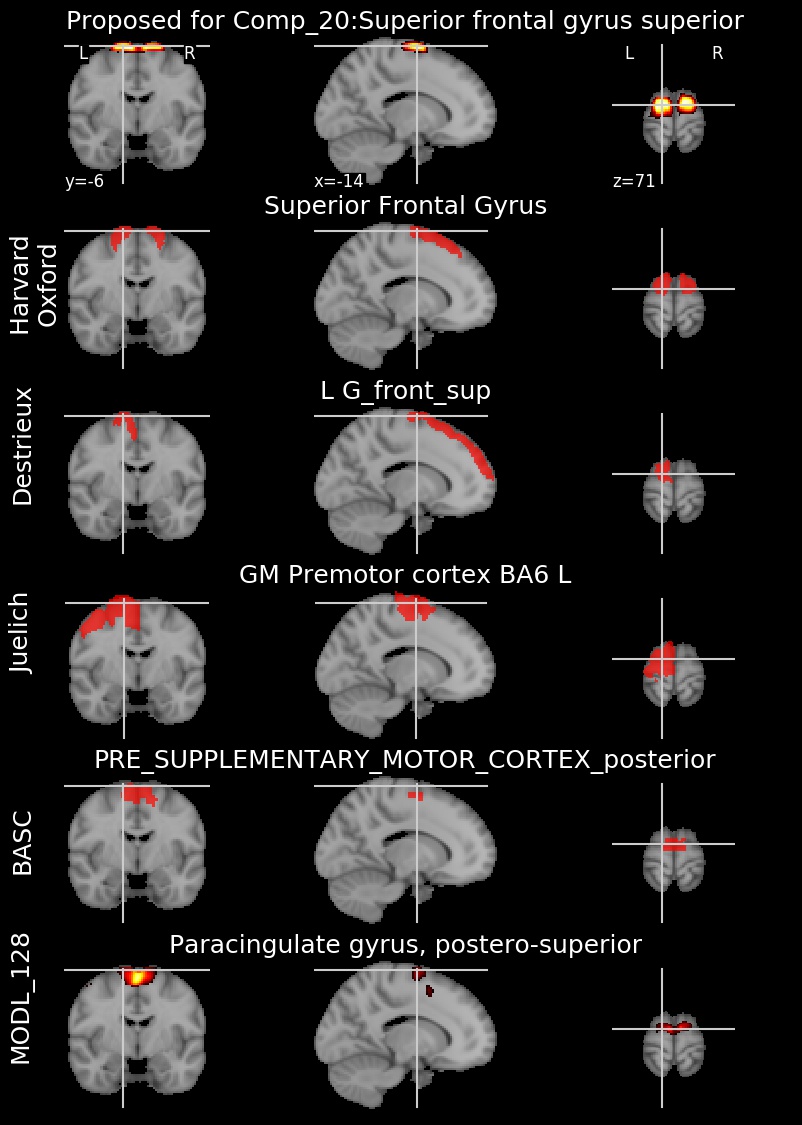 Proposed for Comp_20:Superior frontal gyrus superior
L R
L R
y=-6 x=-14 z=71
Superior Frontal Gyrus
Harvard
Oxford
L G_front_sup
Destrieux
GM Premotor cortex BA6 L
Juelich
PRE_SUPPLEMENTARY_MOTOR_CORTEX_posterior
BASC
Paracingulate gyrus, postero-superior
MODL_128